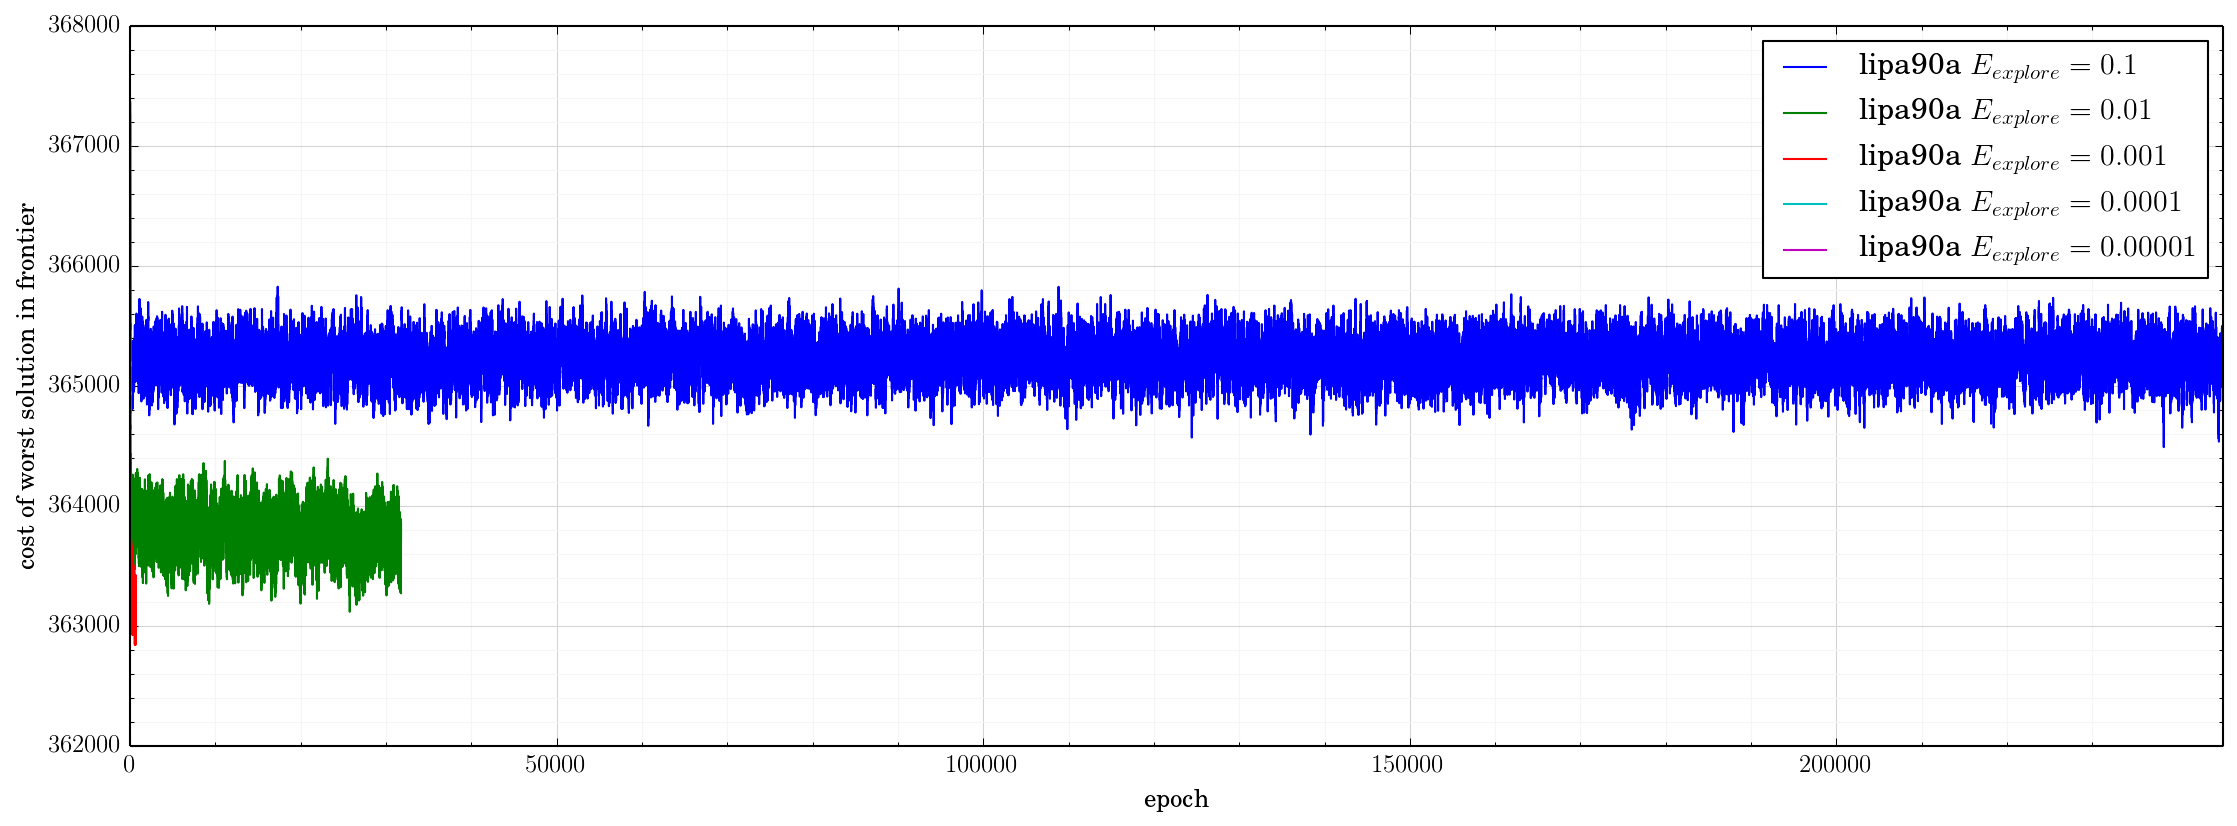 368000
367000
366000
365000
364000
363000
362000
cost of worst solution in frontier
0
50000
100000
150000
200000
epoch
lipa90a E_explore = 0.1
lipa90a E_explore = 0.01
lipa90a E_explore = 0.001
lipa90a E_explore = 0.0001
lipa90a E_explore = 0.00001